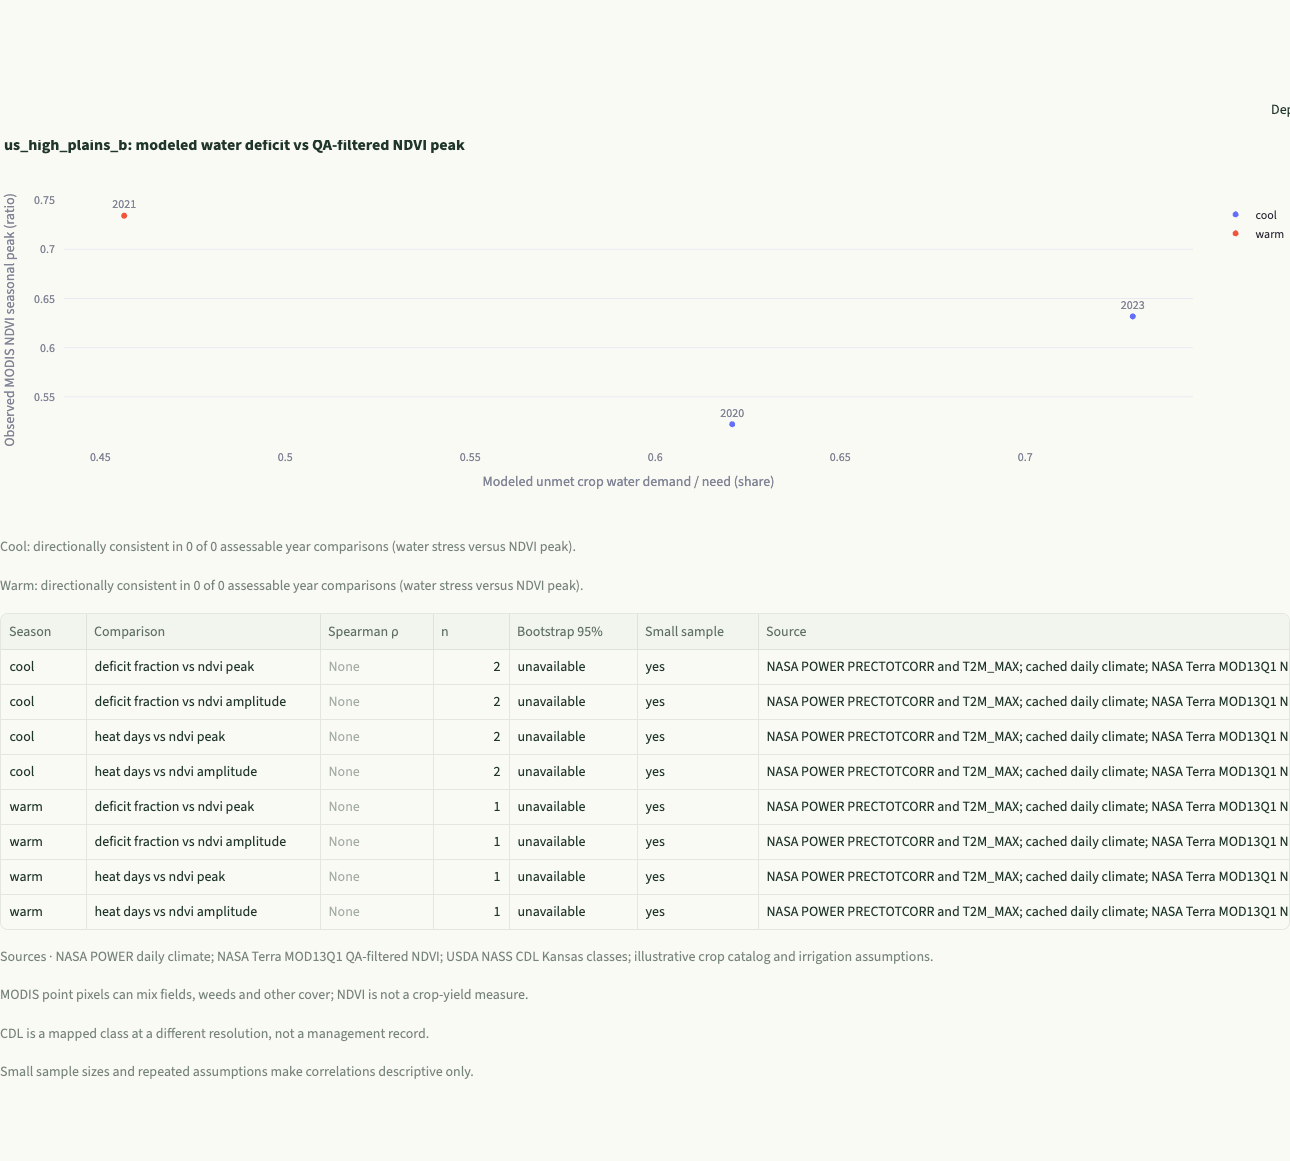 Dep
us_high_plains_b: modeled water deficit vs QA-filtered NDVI peak
Observed MODIS NDVI seasonal peak (ratio)
0.75
0.7
0.65
0.6
0.55
2021
2023
2020
cool
warm
0.45 0.5 0.55 0.6 0.65 0.7
Modeled unmet crop water demand / need (share)
Cool: directionally consistent in 0 of 0 assessable year comparisons (water stress versus NDVI peak).
Warm: directionally consistent in 0 of 0 assessable year comparisons (water stress versus NDVI peak).
Season Comparison Spearman ρ n Bootstrap 95% Small sample Source
cool deficit fraction vs ndvi peak None 2 unavailable yes NASA POWER PRECTOTCORR and T2M_MAX; cached daily climate; NASA Terra MOD13Q1 N
cool deficit fraction vs ndvi amplitude None 2 unavailable yes NASA POWER PRECTOTCORR and T2M_MAX; cached daily climate; NASA Terra MOD13Q1 N
cool heat days vs ndvi peak None 2 unavailable yes NASA POWER PRECTOTCORR and T2M_MAX; cached daily climate; NASA Terra MOD13Q1 N
cool heat days vs ndvi amplitude None 2 unavailable yes NASA POWER PRECTOTCORR and T2M_MAX; cached daily climate; NASA Terra MOD13Q1 N
warm deficit fraction vs ndvi peak None 1 unavailable yes NASA POWER PRECTOTCORR and T2M_MAX; cached daily climate; NASA Terra MOD13Q1 N
warm deficit fraction vs ndvi amplitude None 1 unavailable yes NASA POWER PRECTOTCORR and T2M_MAX; cached daily climate; NASA Terra MOD13Q1 N
warm heat days vs ndvi peak None 1 unavailable yes NASA POWER PRECTOTCORR and T2M_MAX; cached daily climate; NASA Terra MOD13Q1 N
warm heat days vs ndvi amplitude None 1 unavailable yes NASA POWER PRECTOTCORR and T2M_MAX; cached daily climate; NASA Terra MOD13Q1 N
Sources · NASA POWER daily climate; NASA Terra MOD13Q1 QA-filtered NDVI; USDA NASS CDL Kansas classes; illustrative crop catalog and irrigation assumptions.
MODIS point pixels can mix fields, weeds and other cover; NDVI is not a crop-yield measure.
CDL is a mapped class at a different resolution, not a management record.
Small sample sizes and repeated assumptions make correlations descriptive only.